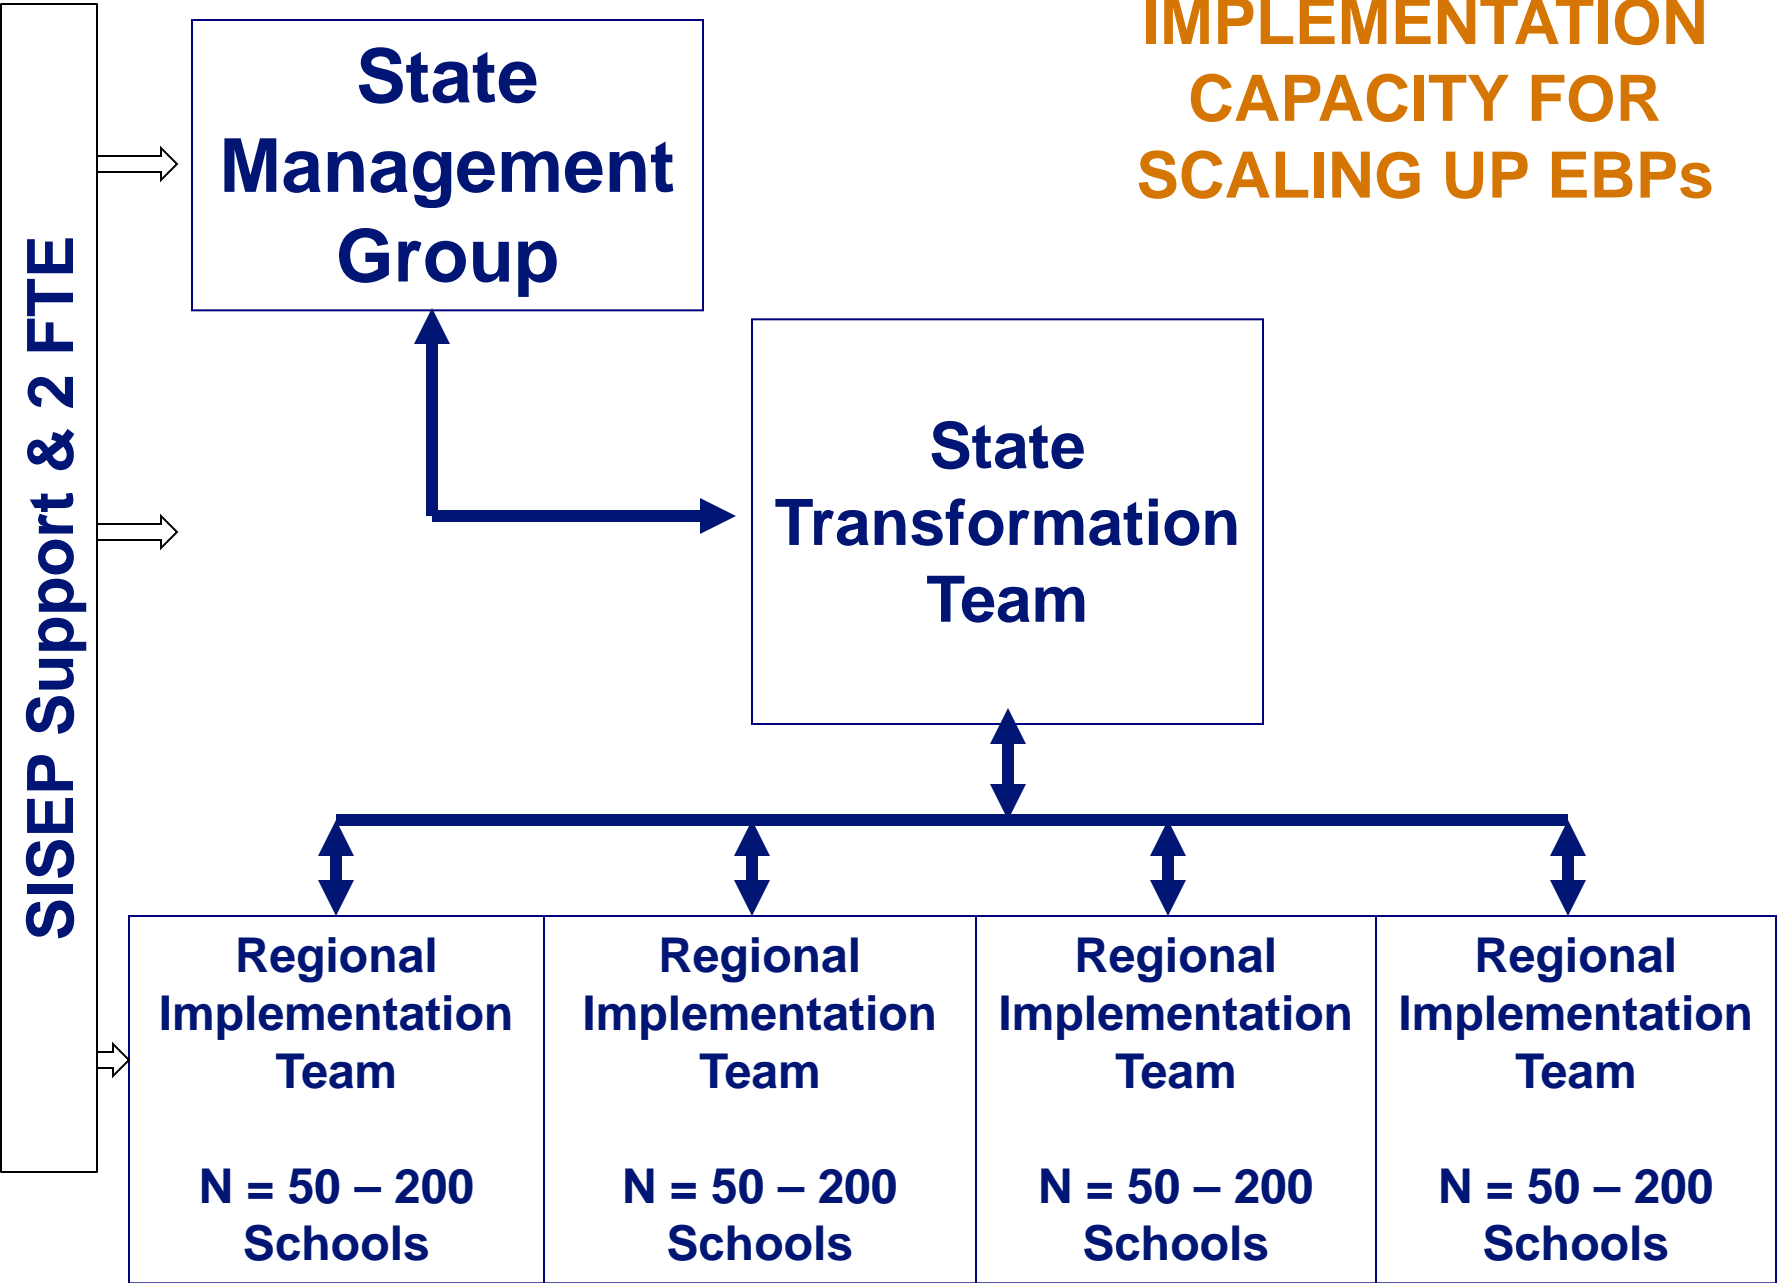 IMPLEMENTATION
CAPACITY FOR
SCALING UP EBPs
State
Management
Group
SISEP Support & 2 FTE
State
Transformation
Team
Regional
Implementation
Team
N = 50 – 200
Schools
Regional
Implementation
Team
N = 50 – 200
Schools
Regional
Implementation
Team
N = 50 – 200
Schools
Regional
Implementation
Team
N = 50 – 200
Schools